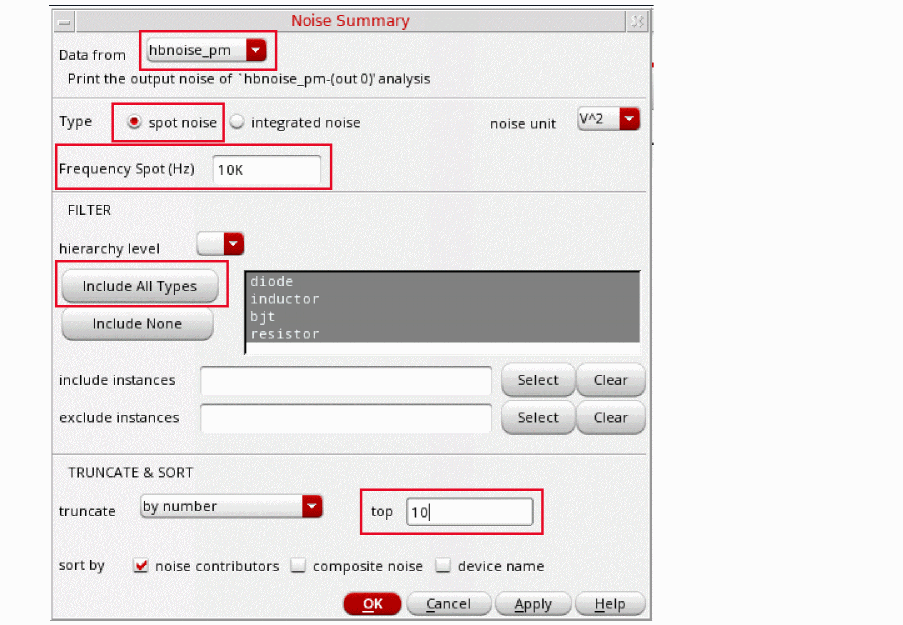 Noise Summary
Data from hbnoise_pm
Print the output noise of `hbnoise_pm-(out 0)' analysis
Type spot noise integrated noise noise unit V^2
Frequency Spot (Hz) 10K
FILTER
hierarchy level
Include All Types
Include None
diode
inductor
bjt
resistor
include instances Select Clear
exclude instances Select Clear
TRUNCATE & SORT
truncate by number top 10
sort by noise contributors composite noise device name
OK Cancel Apply Help